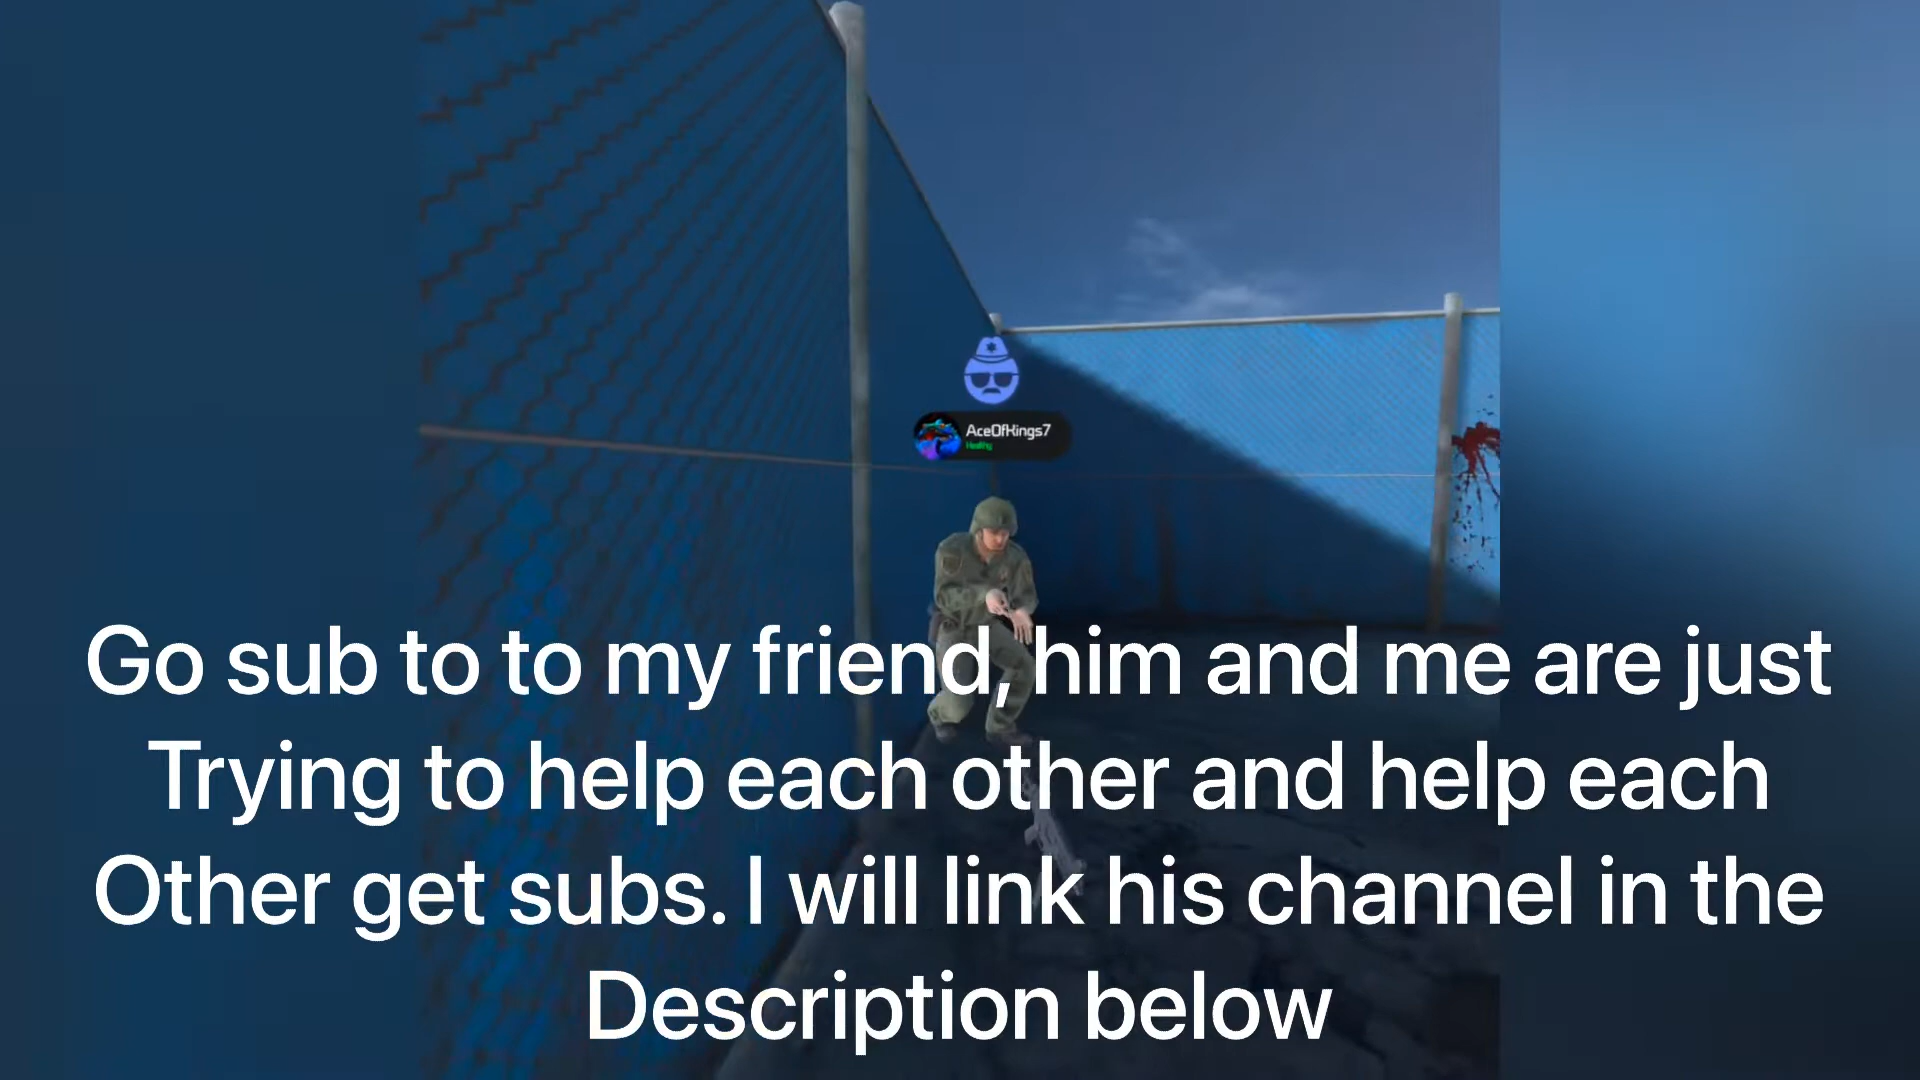 AceOfKings7
Healthy
Go sub to to my friend, him and me are just
Trying to help each other and help each
Other get subs. I will link his channel in the
Description below